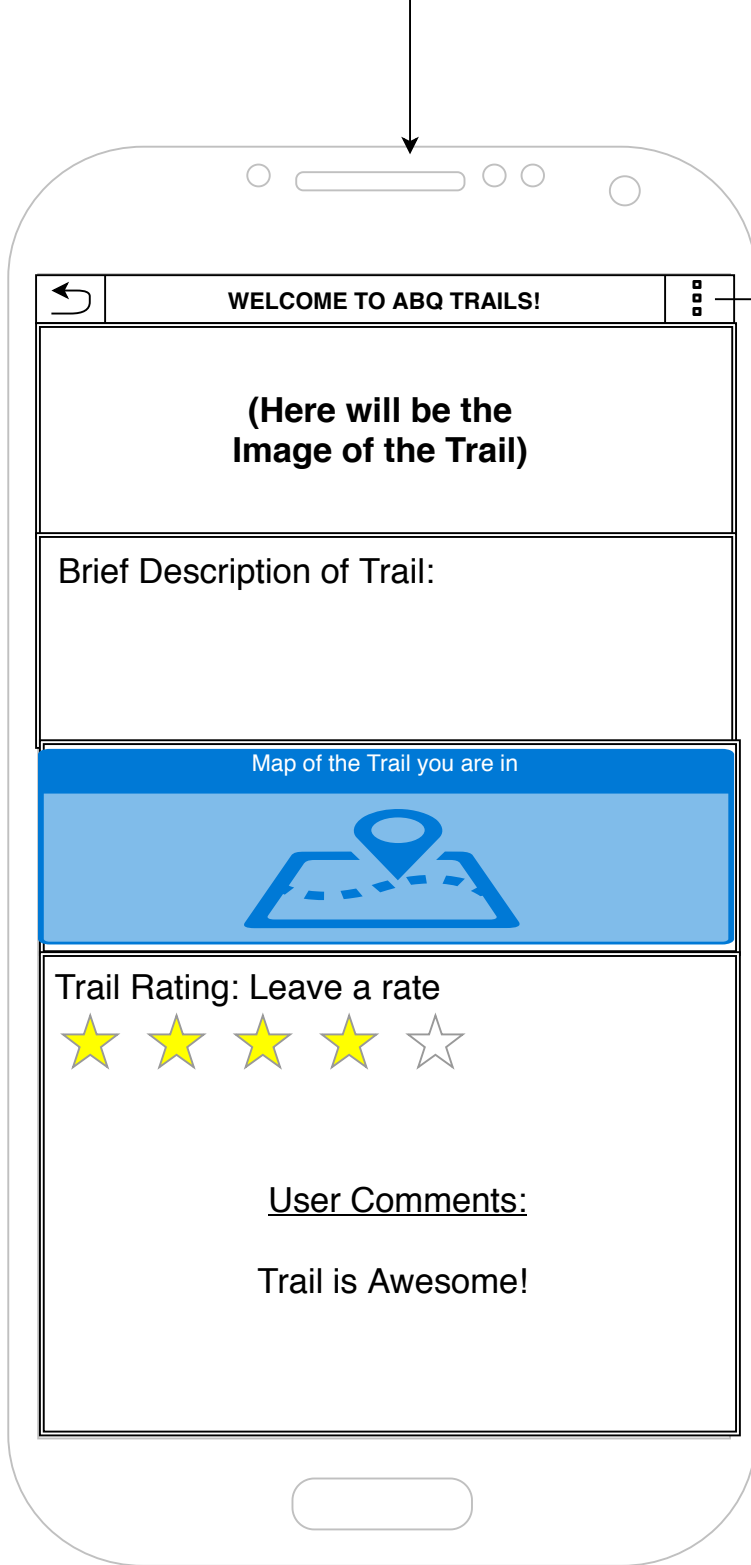 WELCOME TO ABQ TRAILS!
(Here will be the
Image of the Trail)
Brief Description of Trail:
Map of the Trail you are in
Trail Rating: Leave a rate
User Comments:
Trail is Awesome!